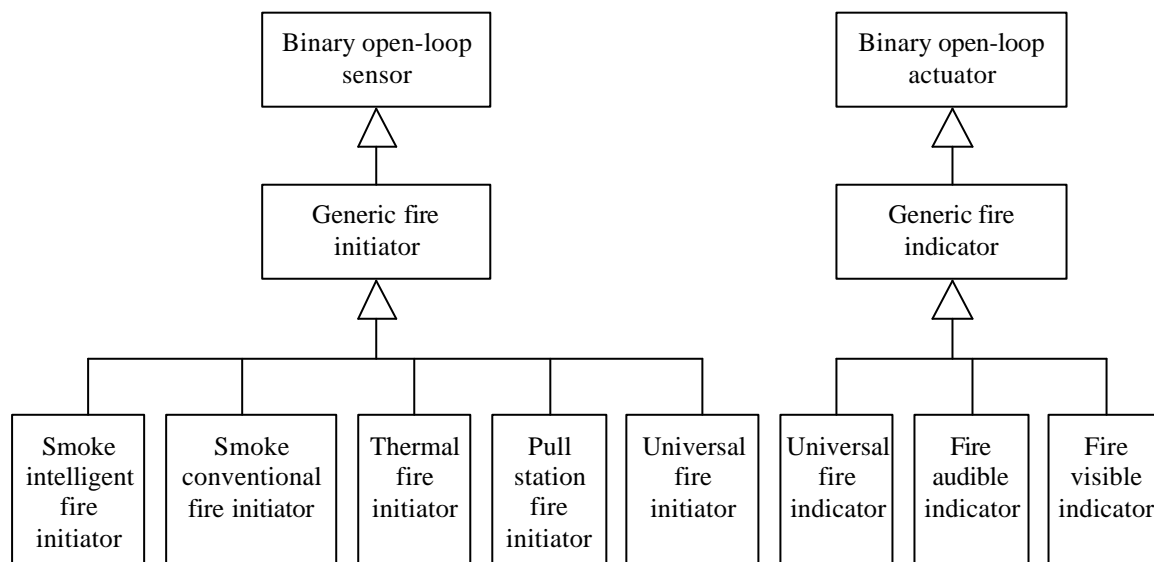 Binary open-loop
sensor
Binary open-loop
actuator
Generic fire
initiator
Generic fire
indicator
Smoke
intelligent
fire
initiator
Smoke
conventional
fire initiator
Thermal
fire
initiator
Pull
station
fire
initiator
Universal
fire
initiator
Universal
fire
indicator
Fire
audible
indicator
Fire
visible
indicator